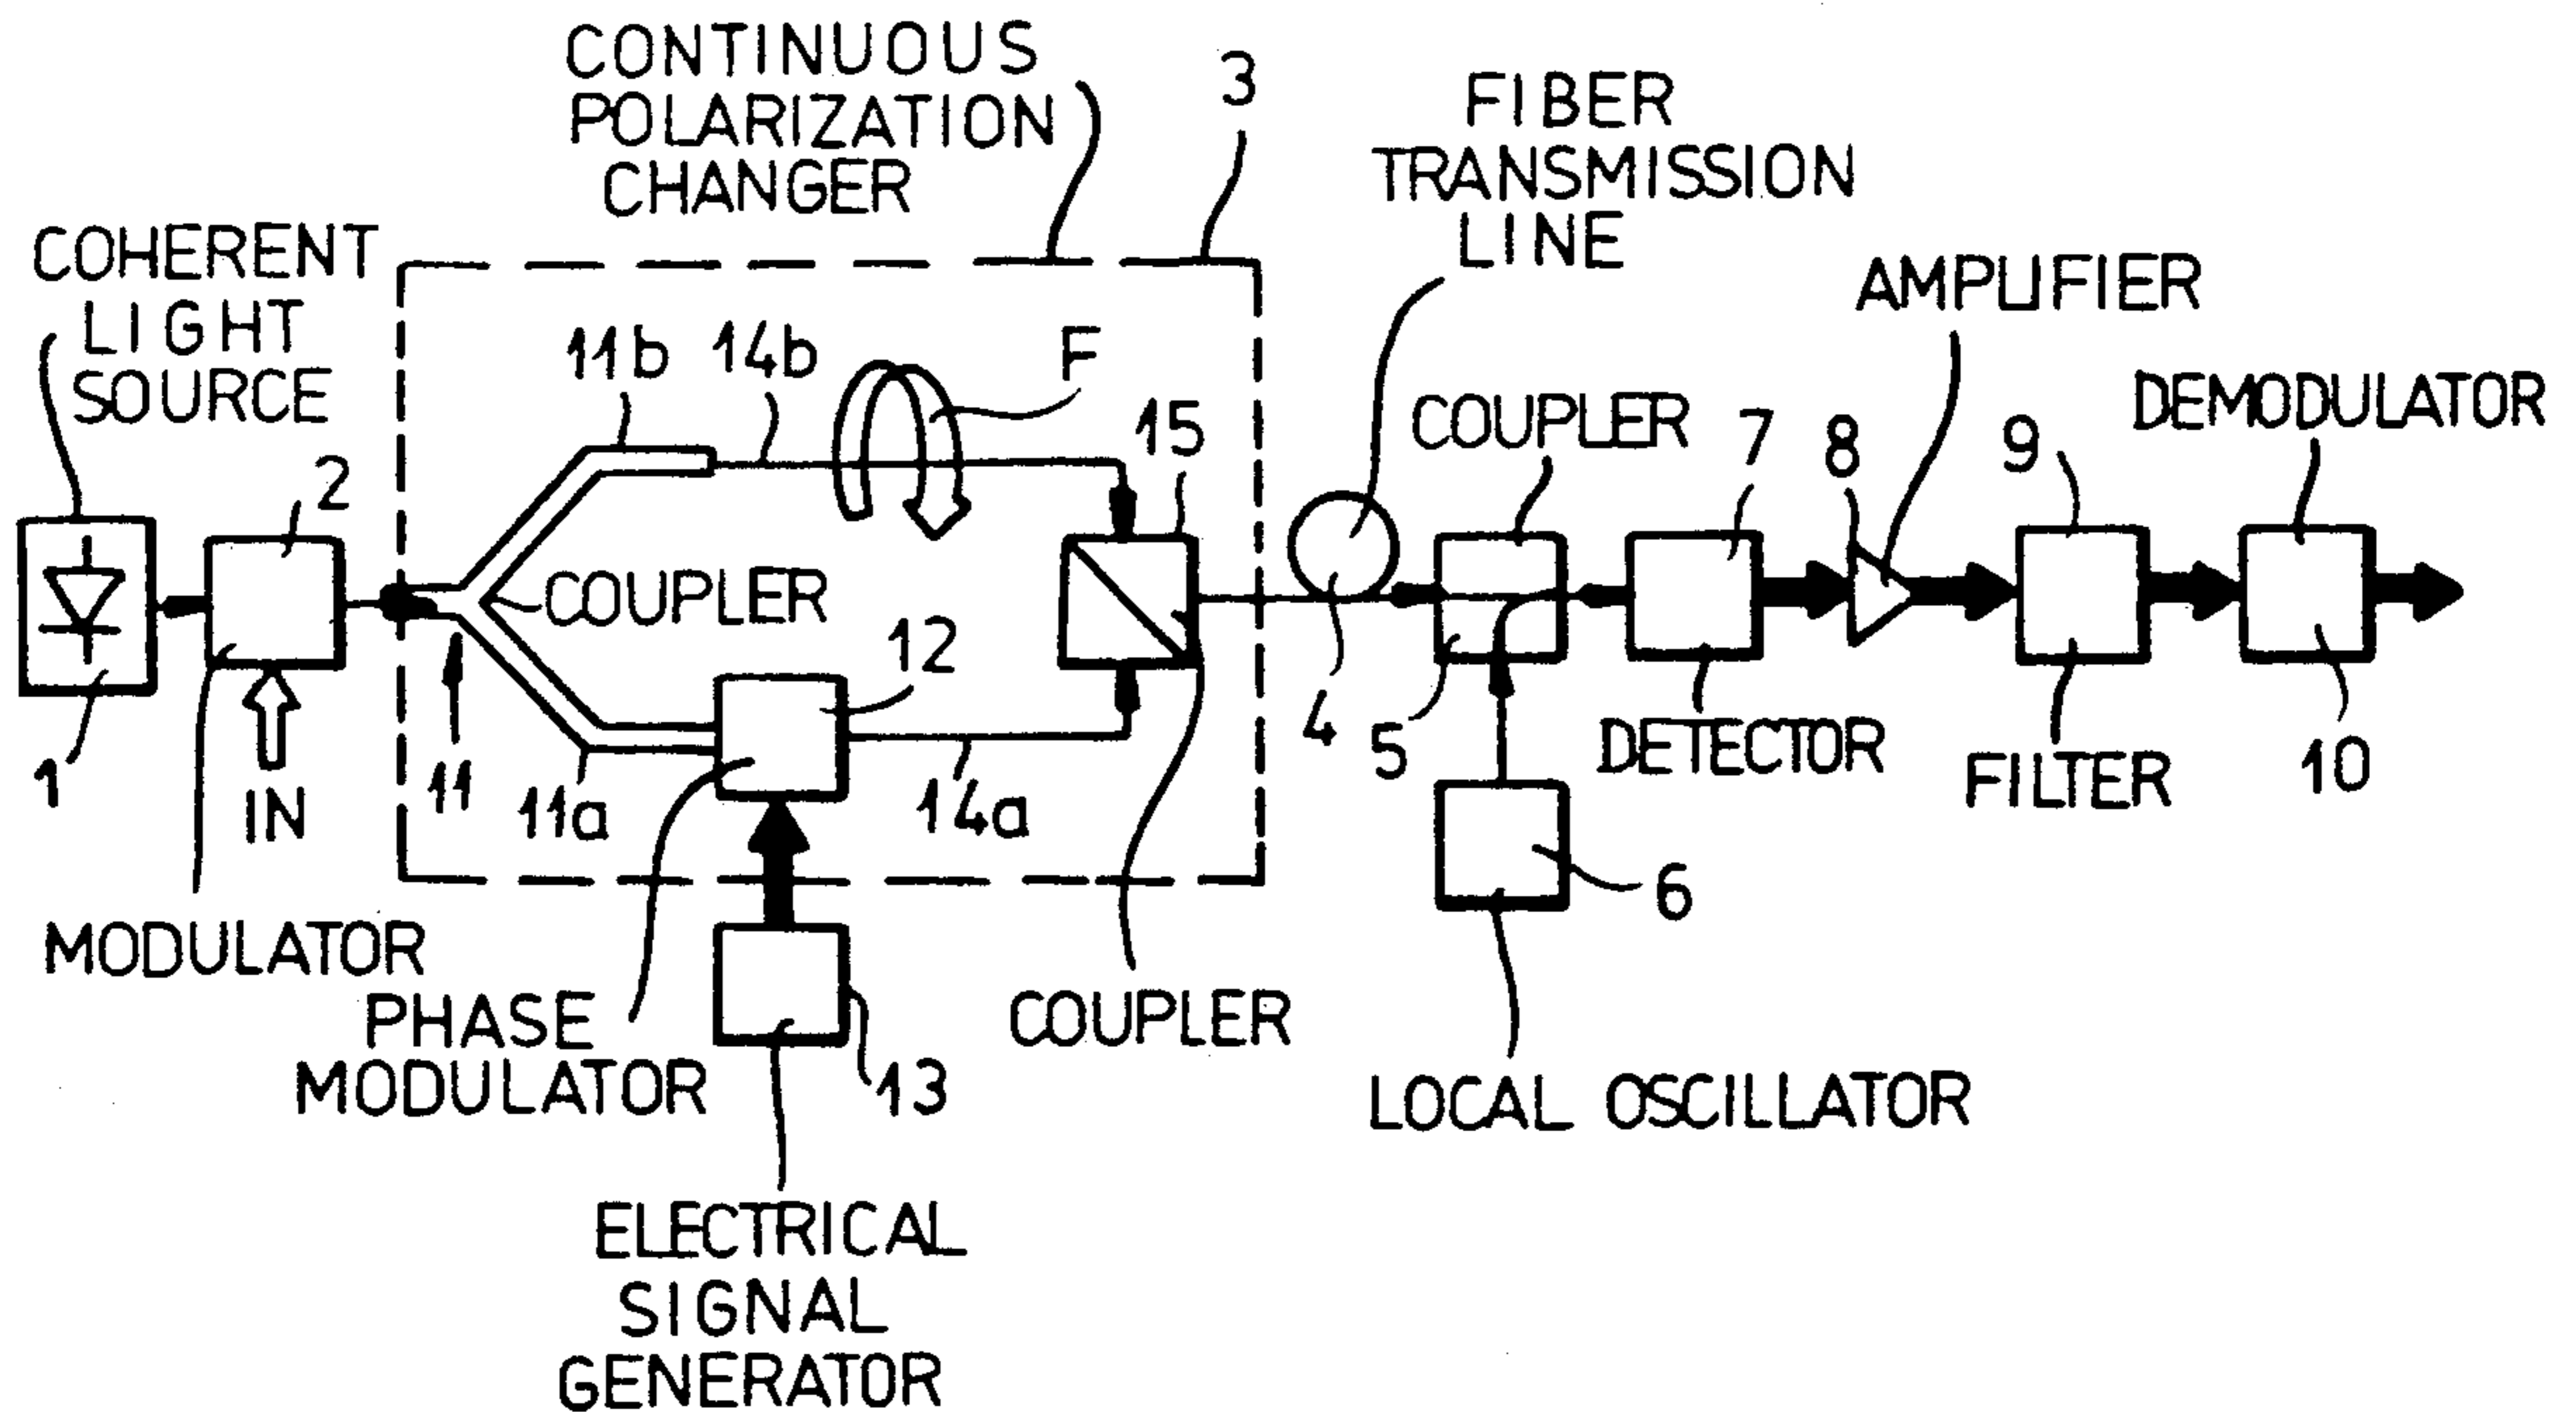 CONTINUOUS
POLARIZATION
CHANGER
3
FIBER
TRANSMISSION
LINE
COHERENT
LIGHT
SOURCE
AMPLIFIER
11b
14b
F
15
COUPLER
7
8
9
DEMODULATOR
2
COUPLER
12
1
IN
11
11a
14a
4
5
DETECTOR
FILTER
10
6
MODULATOR
PHASE
MODULATOR
13
COUPLER
LOCAL OSCILLATOR
ELECTRICAL
SIGNAL
GENERATOR